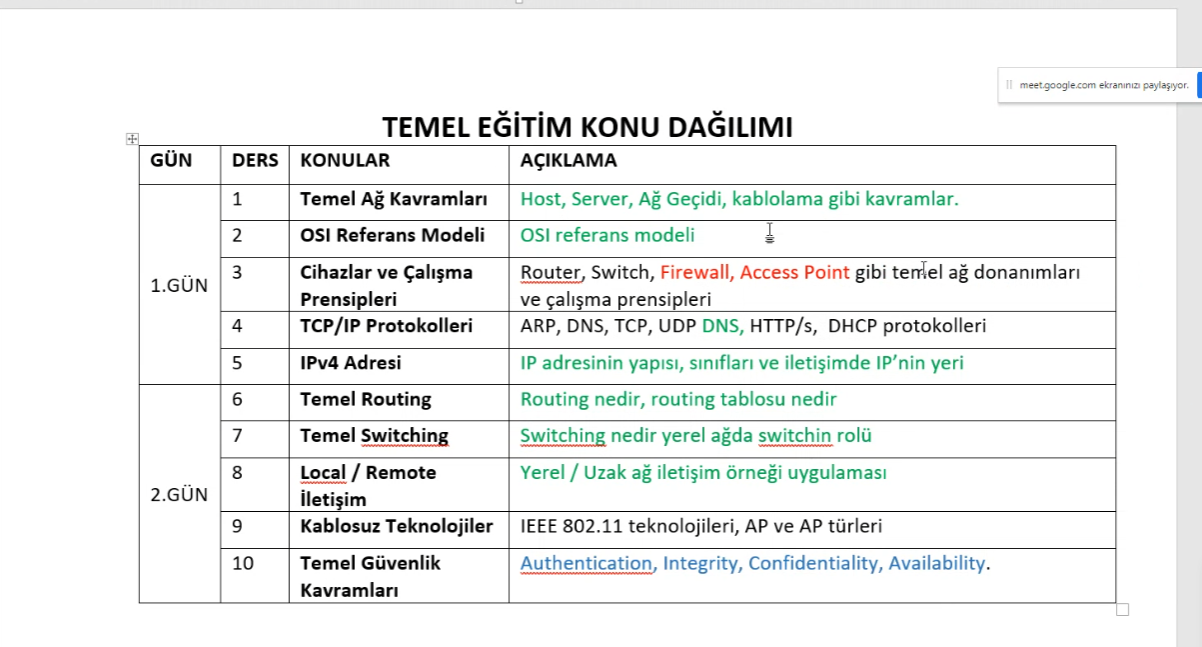 meet.google.com ekranınızı paylaşıyor.
TEMEL EĞİTİM KONU DAĞILIMI
GÜN DERS KONULAR AÇIKLAMA
1.GÜN
1 Temel Ağ Kavramları Host, Server, Ağ Geçidi, kablolama gibi kavramlar.
2 OSI Referans Modeli OSI referans modeli
3 Cihazlar ve Çalışma Router, Switch, Firewall, Access Point gibi temel ağ donanımları
Prensipleri ve çalışma prensipleri
4 TCP/IP Protokolleri ARP, DNS, TCP, UDP DNS, HTTP/s, DHCP protokolleri
5 IPv4 Adresi IP adresinin yapısı, sınıfları ve iletişimde IP’nin yeri
2.GÜN
6 Temel Routing Routing nedir, routing tablosu nedir
7 Temel Switching Switching nedir yerel ağda switchin rolü
8 Local / Remote Yerel / Uzak ağ iletişim örneği uygulaması
İletişim
9 Kablosuz Teknolojiler IEEE 802.11 teknolojileri, AP ve AP türleri
10 Temel Güvenlik Authentication, Integrity, Confidentiality, Availability.
Kavramları